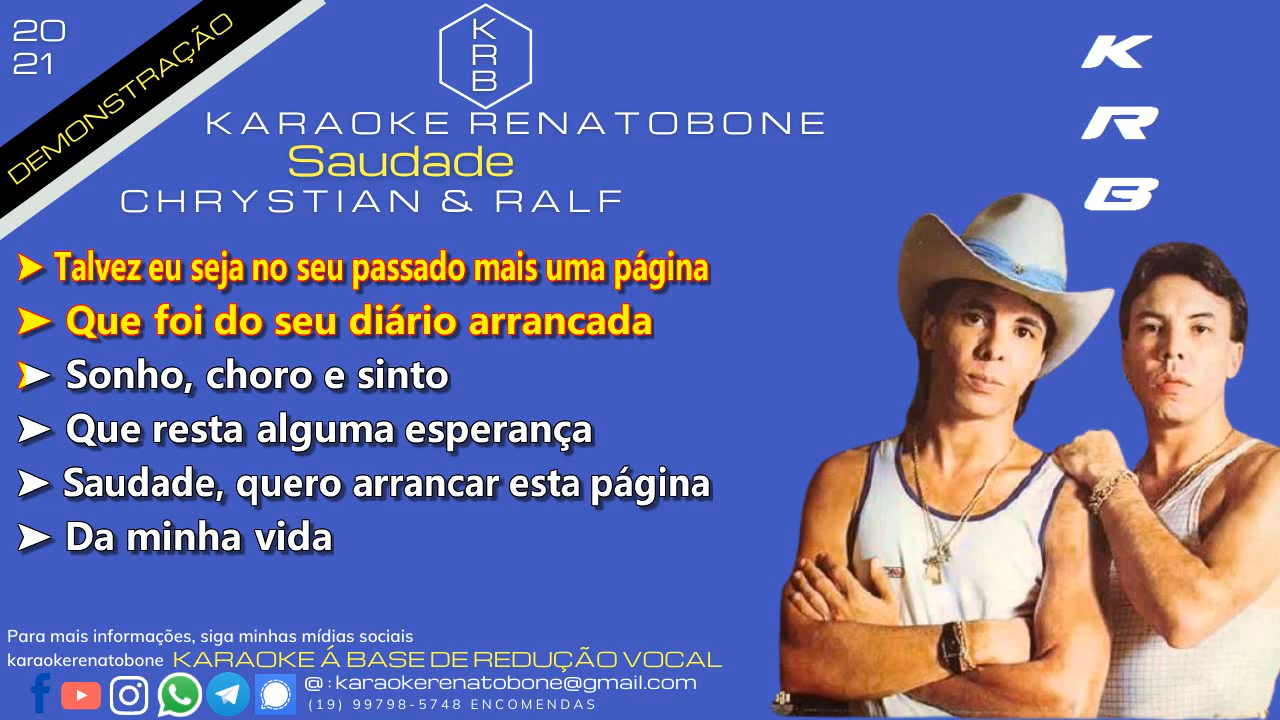 20
21
DEMONSTRAÇÃO
K
R
B
KARAOKE RENATOBONE
Saudade
CHRYSTIAN & RALF
K
R
B
➤ Talvez eu seja no seu passado mais uma página
➤ Que foi do seu diário arrancada
➤ Sonho, choro e sinto
➤ Que resta alguma esperança
➤ Saudade, quero arrancar esta página
➤ Da minha vida
Para mais informações, siga minhas mídias sociais
karaokerenatobone KARAOKE Á BASE DE REDUÇÃO VOCAL
@:karaokerenatobone@gmail.com
(19) 99798-5748 ENCOMENDAS